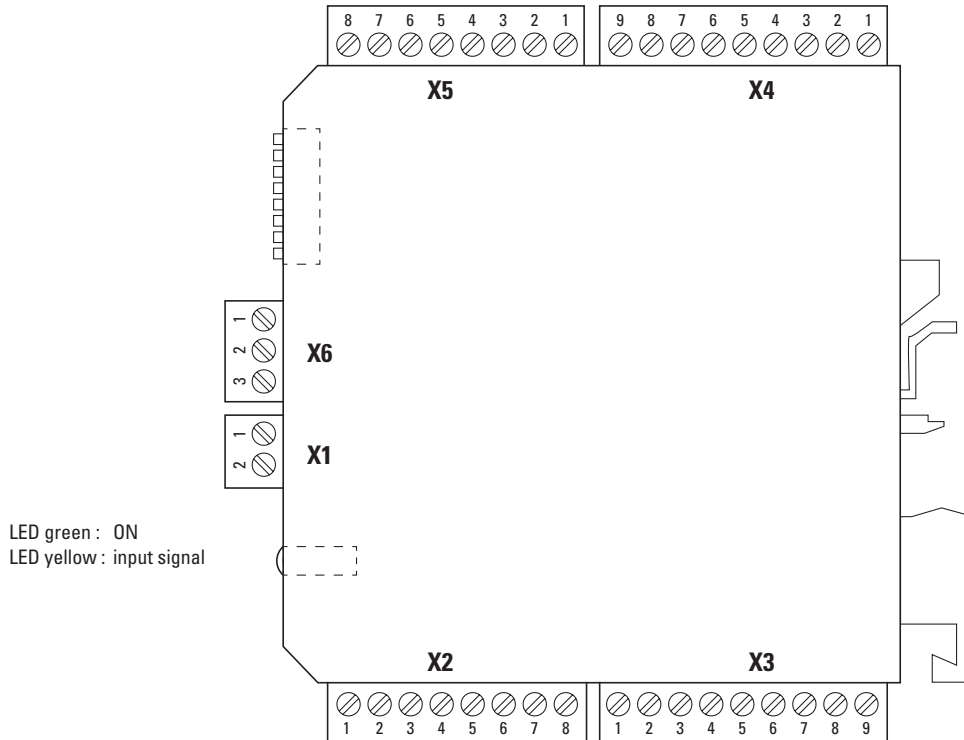 8 7 6 5 4 3 2 1 9 8 7 6 5 4 3 2 1
X5 X4
1
2
3
X6
1
2
X1
LED green : ON
LED yellow : input signal
X2 X3
1 2 3 4 5 6 7 8 1 2 3 4 5 6 7 8 9